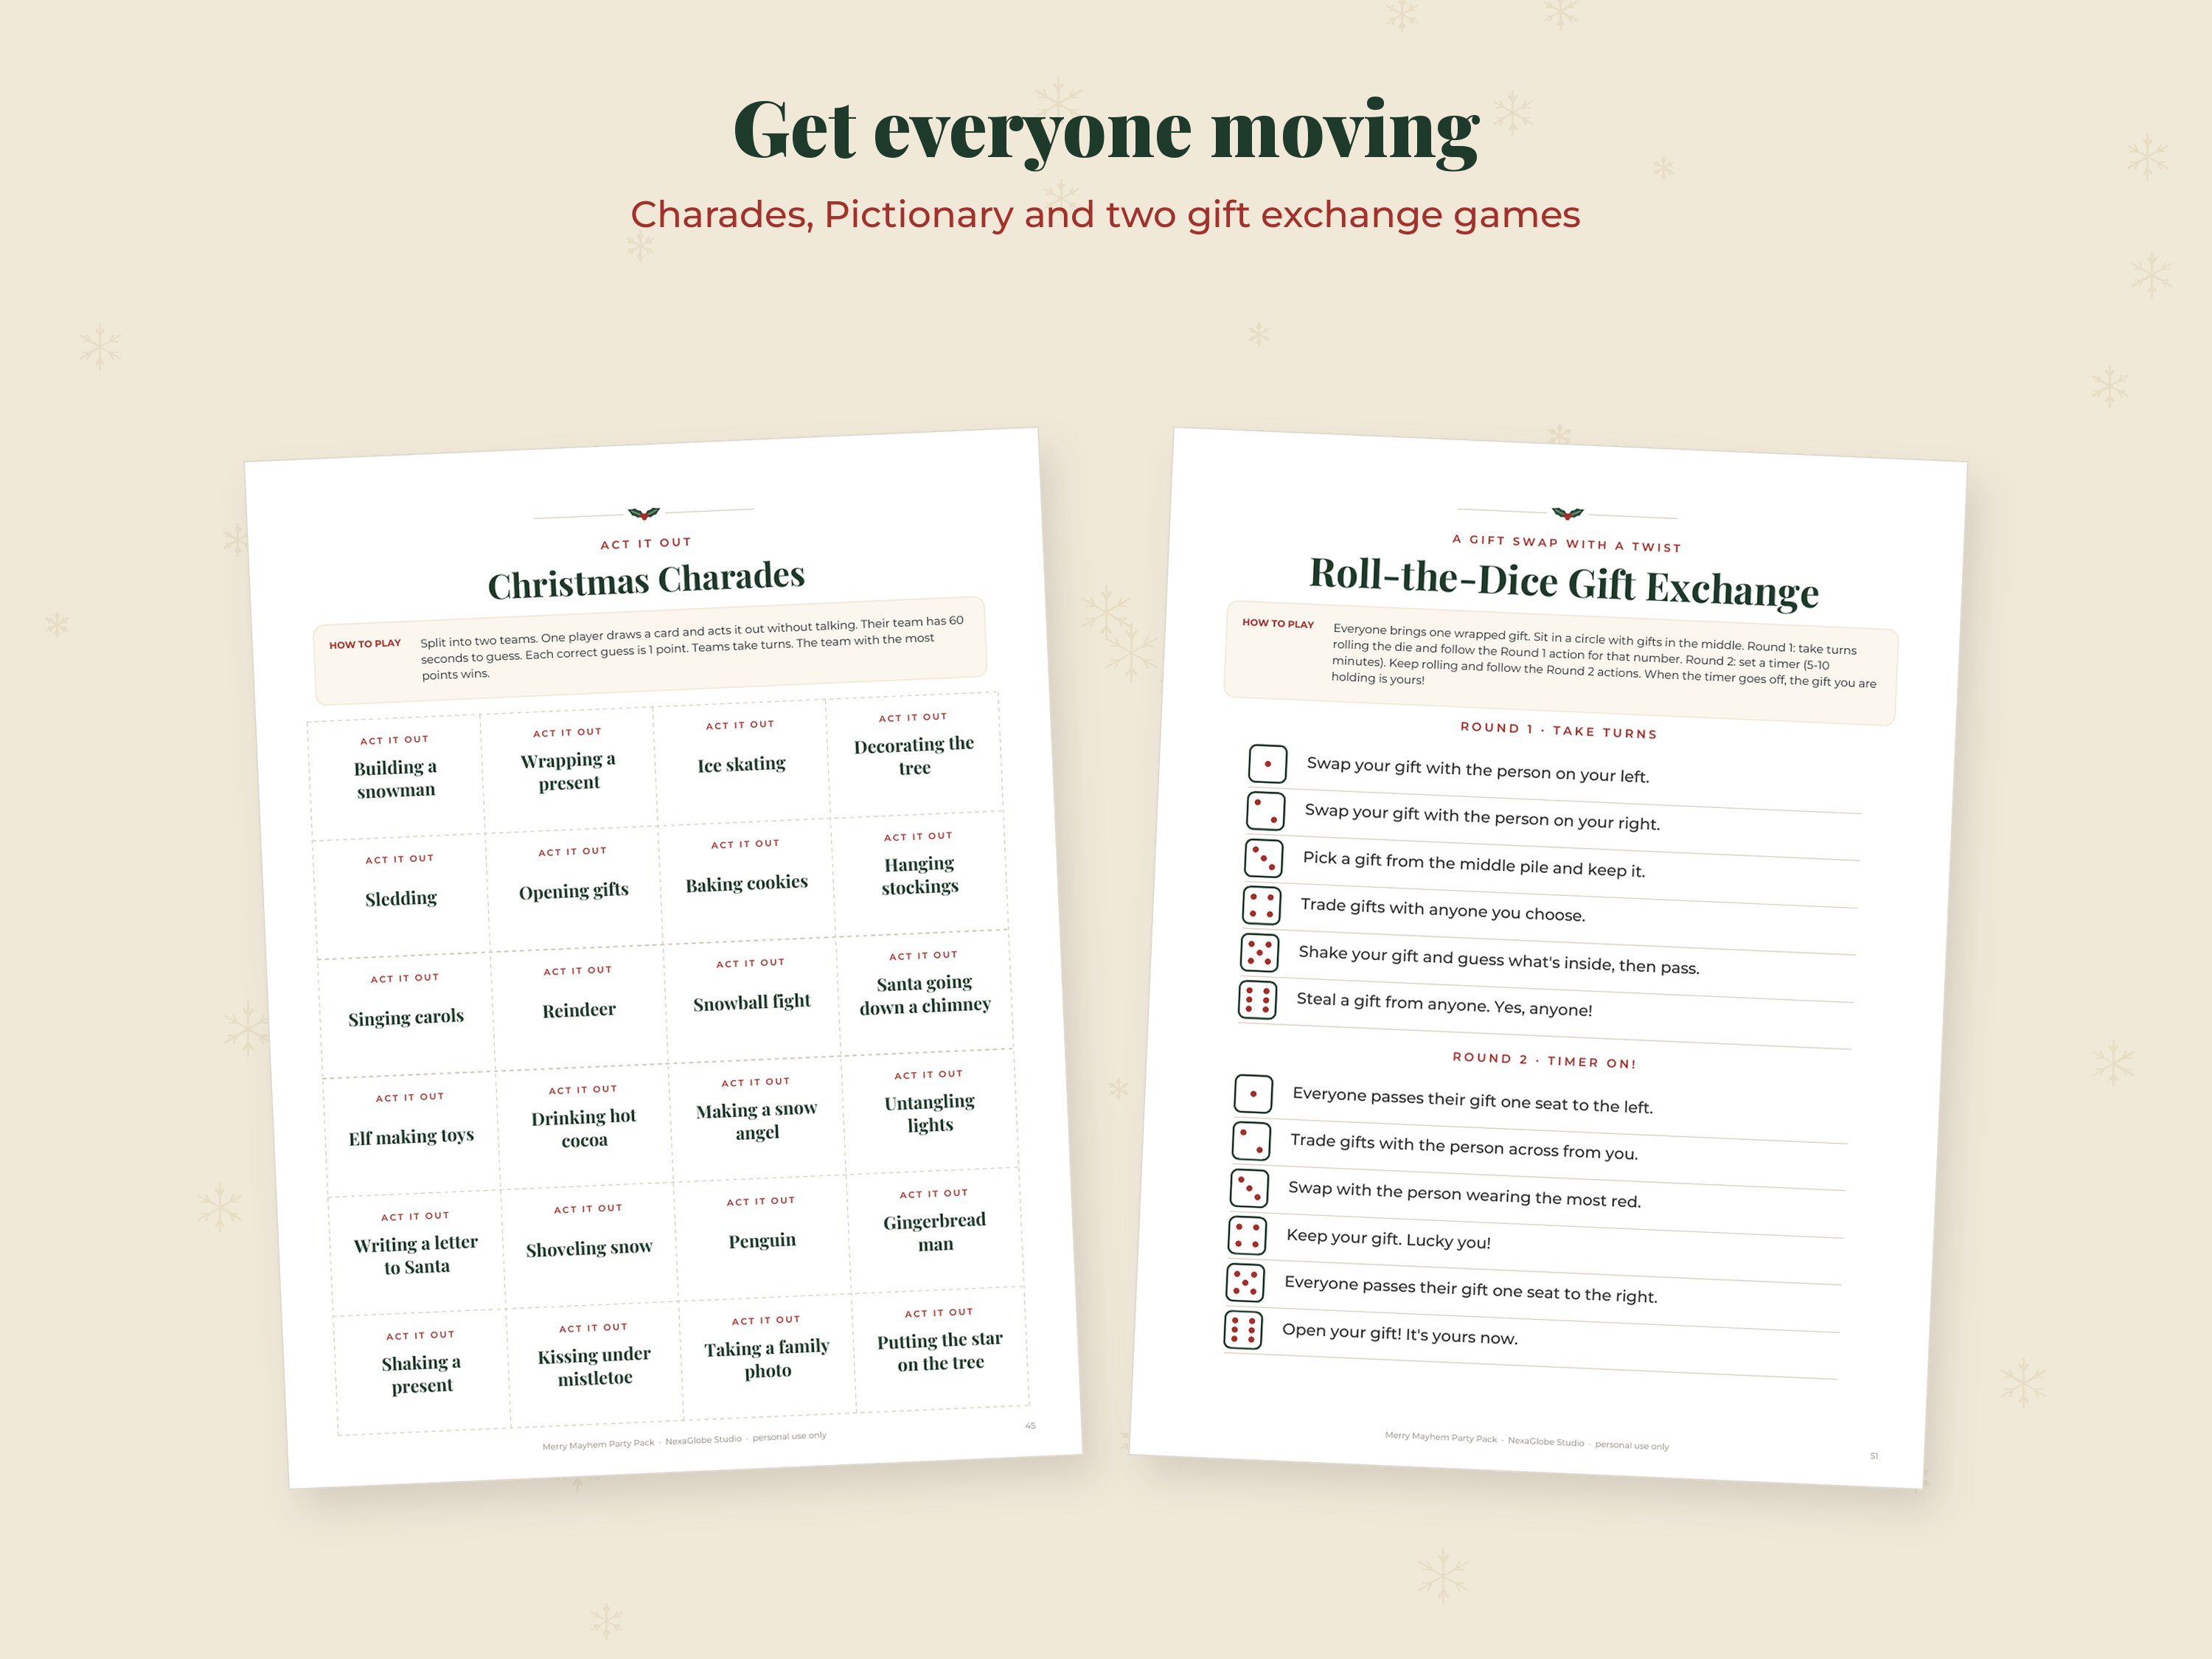 Get everyone moving
Charades, Pictionary and two gift exchange games
ACT IT OUT
Christmas Charades
HOW TO PLAY
Split into two teams. One player draws a card and acts it out without talking. Their team has 60
seconds to guess. Each correct guess is 1 point. Teams take turns. The team with the most
points wins.
ACT IT OUT
Building a
snowman
ACT IT OUT
Wrapping a
present
ACT IT OUT
Ice skating
ACT IT OUT
Decorating the
tree
ACT IT OUT
Sledding
ACT IT OUT
Opening gifts
ACT IT OUT
Baking cookies
ACT IT OUT
Hanging
stockings
ACT IT OUT
Singing carols
ACT IT OUT
Reindeer
ACT IT OUT
Snowball fight
ACT IT OUT
Santa going
down a chimney
ACT IT OUT
Elf making toys
ACT IT OUT
Drinking hot
cocoa
ACT IT OUT
Making a snow
angel
ACT IT OUT
Untangling
lights
ACT IT OUT
Writing a letter
to Santa
ACT IT OUT
Shoveling snow
ACT IT OUT
Penguin
ACT IT OUT
Gingerbread
man
ACT IT OUT
Shaking a
present
ACT IT OUT
Kissing under
mistletoe
ACT IT OUT
Taking a family
photo
ACT IT OUT
Putting the star
on the tree
Merry Mayhem Party Pack · NexaGlobe Studio · personal use only
45
A GIFT SWAP WITH A TWIST
Roll-the-Dice Gift Exchange
HOW TO PLAY
Everyone brings one wrapped gift. Sit in a circle with gifts in the middle. Round 1: take turns
rolling the die and follow the Round 1 action for that number. Round 2: set a timer (5-10
minutes). Keep rolling and follow the Round 2 actions. When the timer goes off, the gift you are
holding is yours!
ROUND 1 · TAKE TURNS
Swap your gift with the person on your left.
Swap your gift with the person on your right.
Pick a gift from the middle pile and keep it.
Trade gifts with anyone you choose.
Shake your gift and guess what's inside, then pass.
Steal a gift from anyone. Yes, anyone!
ROUND 2 · TIMER ON!
Everyone passes their gift one seat to the left.
Trade gifts with the person across from you.
Swap with the person wearing the most red.
Keep your gift. Lucky you!
Everyone passes their gift one seat to the right.
Open your gift! It's yours now.
Merry Mayhem Party Pack · NexaGlobe Studio · personal use only
51